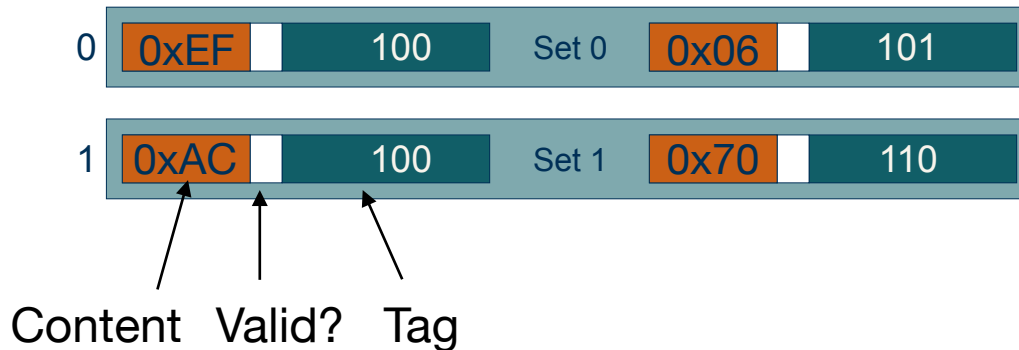 0 0xEF 100 Set 0 0x06 101
1 0xAC 100 Set 1 0x70 110
Content Valid? Tag